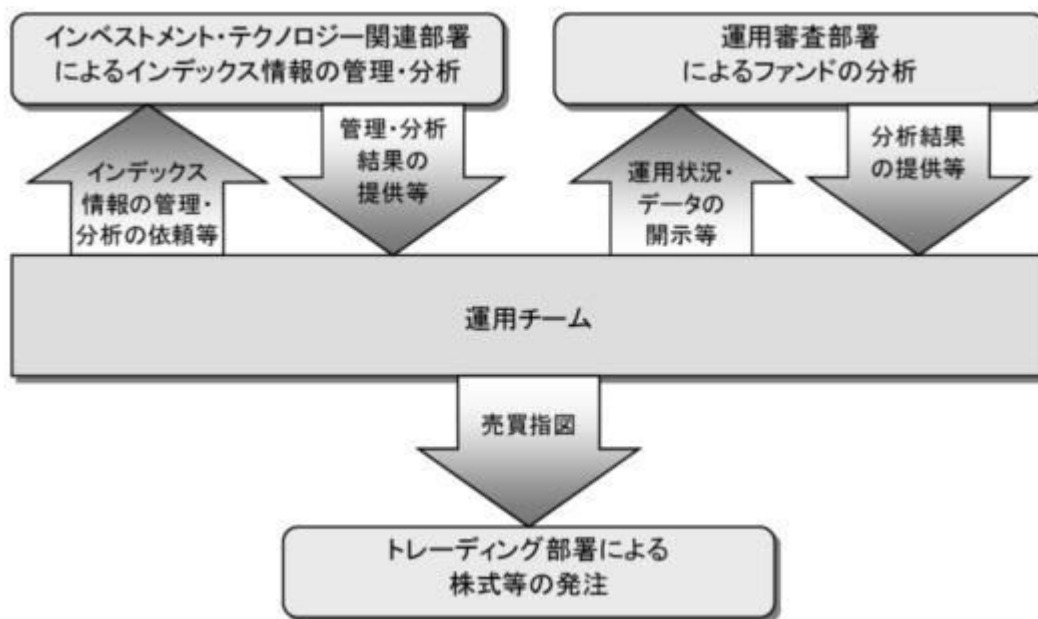 インベストメント・テクノロジー関連部署
によるインデックス情報の管理・分析
運用審査部署
によるファンドの分析
インデックス
情報の管理・
分析の依頼等
管理・分析
結果の
提供等
運用状況・
データの
開示等
分析結果
の提供等
運用チーム
売買指図
トレーディング部署による
株式等の発注